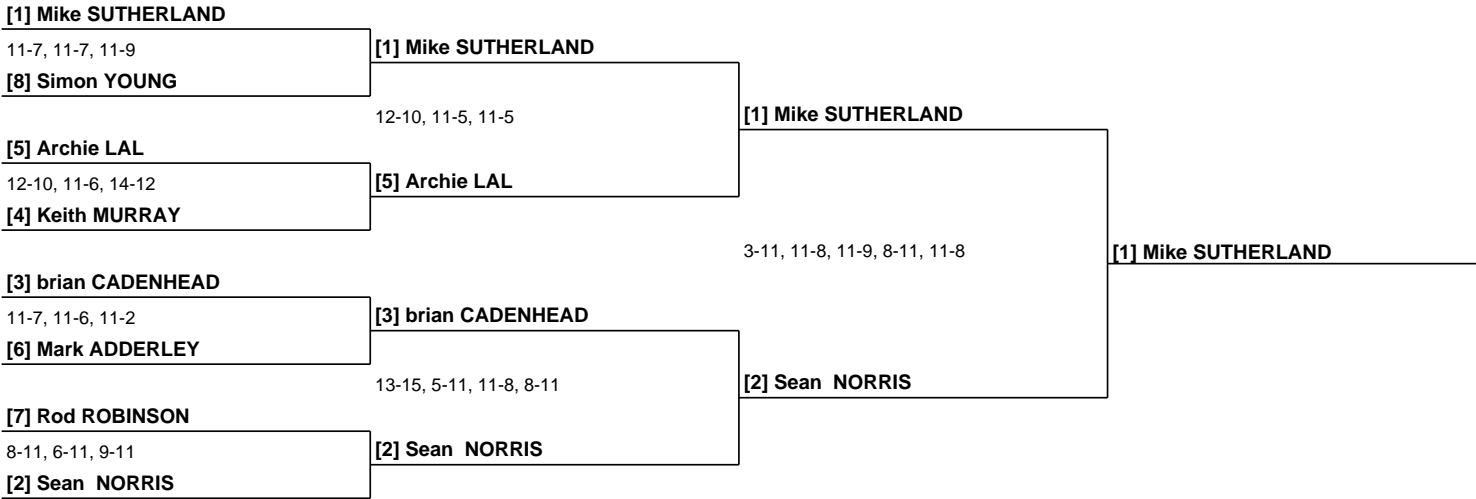 [1] Mike SUTHERLAND
11-7, 11-7, 11-9
[8] Simon YOUNG
[5] Archie LAL
12-10, 11-6, 14-12
[4] Keith MURRAY
[3] brian CADENHEAD
11-7, 11-6, 11-2
[6] Mark ADDERLEY
[7] Rod ROBINSON
8-11, 6-11, 9-11
[2] Sean  NORRIS
[1] Mike SUTHERLAND
12-10, 11-5, 11-5
[5] Archie LAL
[3] brian CADENHEAD
13-15, 5-11, 11-8, 8-11
[2] Sean  NORRIS
[1] Mike SUTHERLAND
3-11, 11-8, 11-9, 8-11, 11-8
[2] Sean  NORRIS
[1] Mike SUTHERLAND